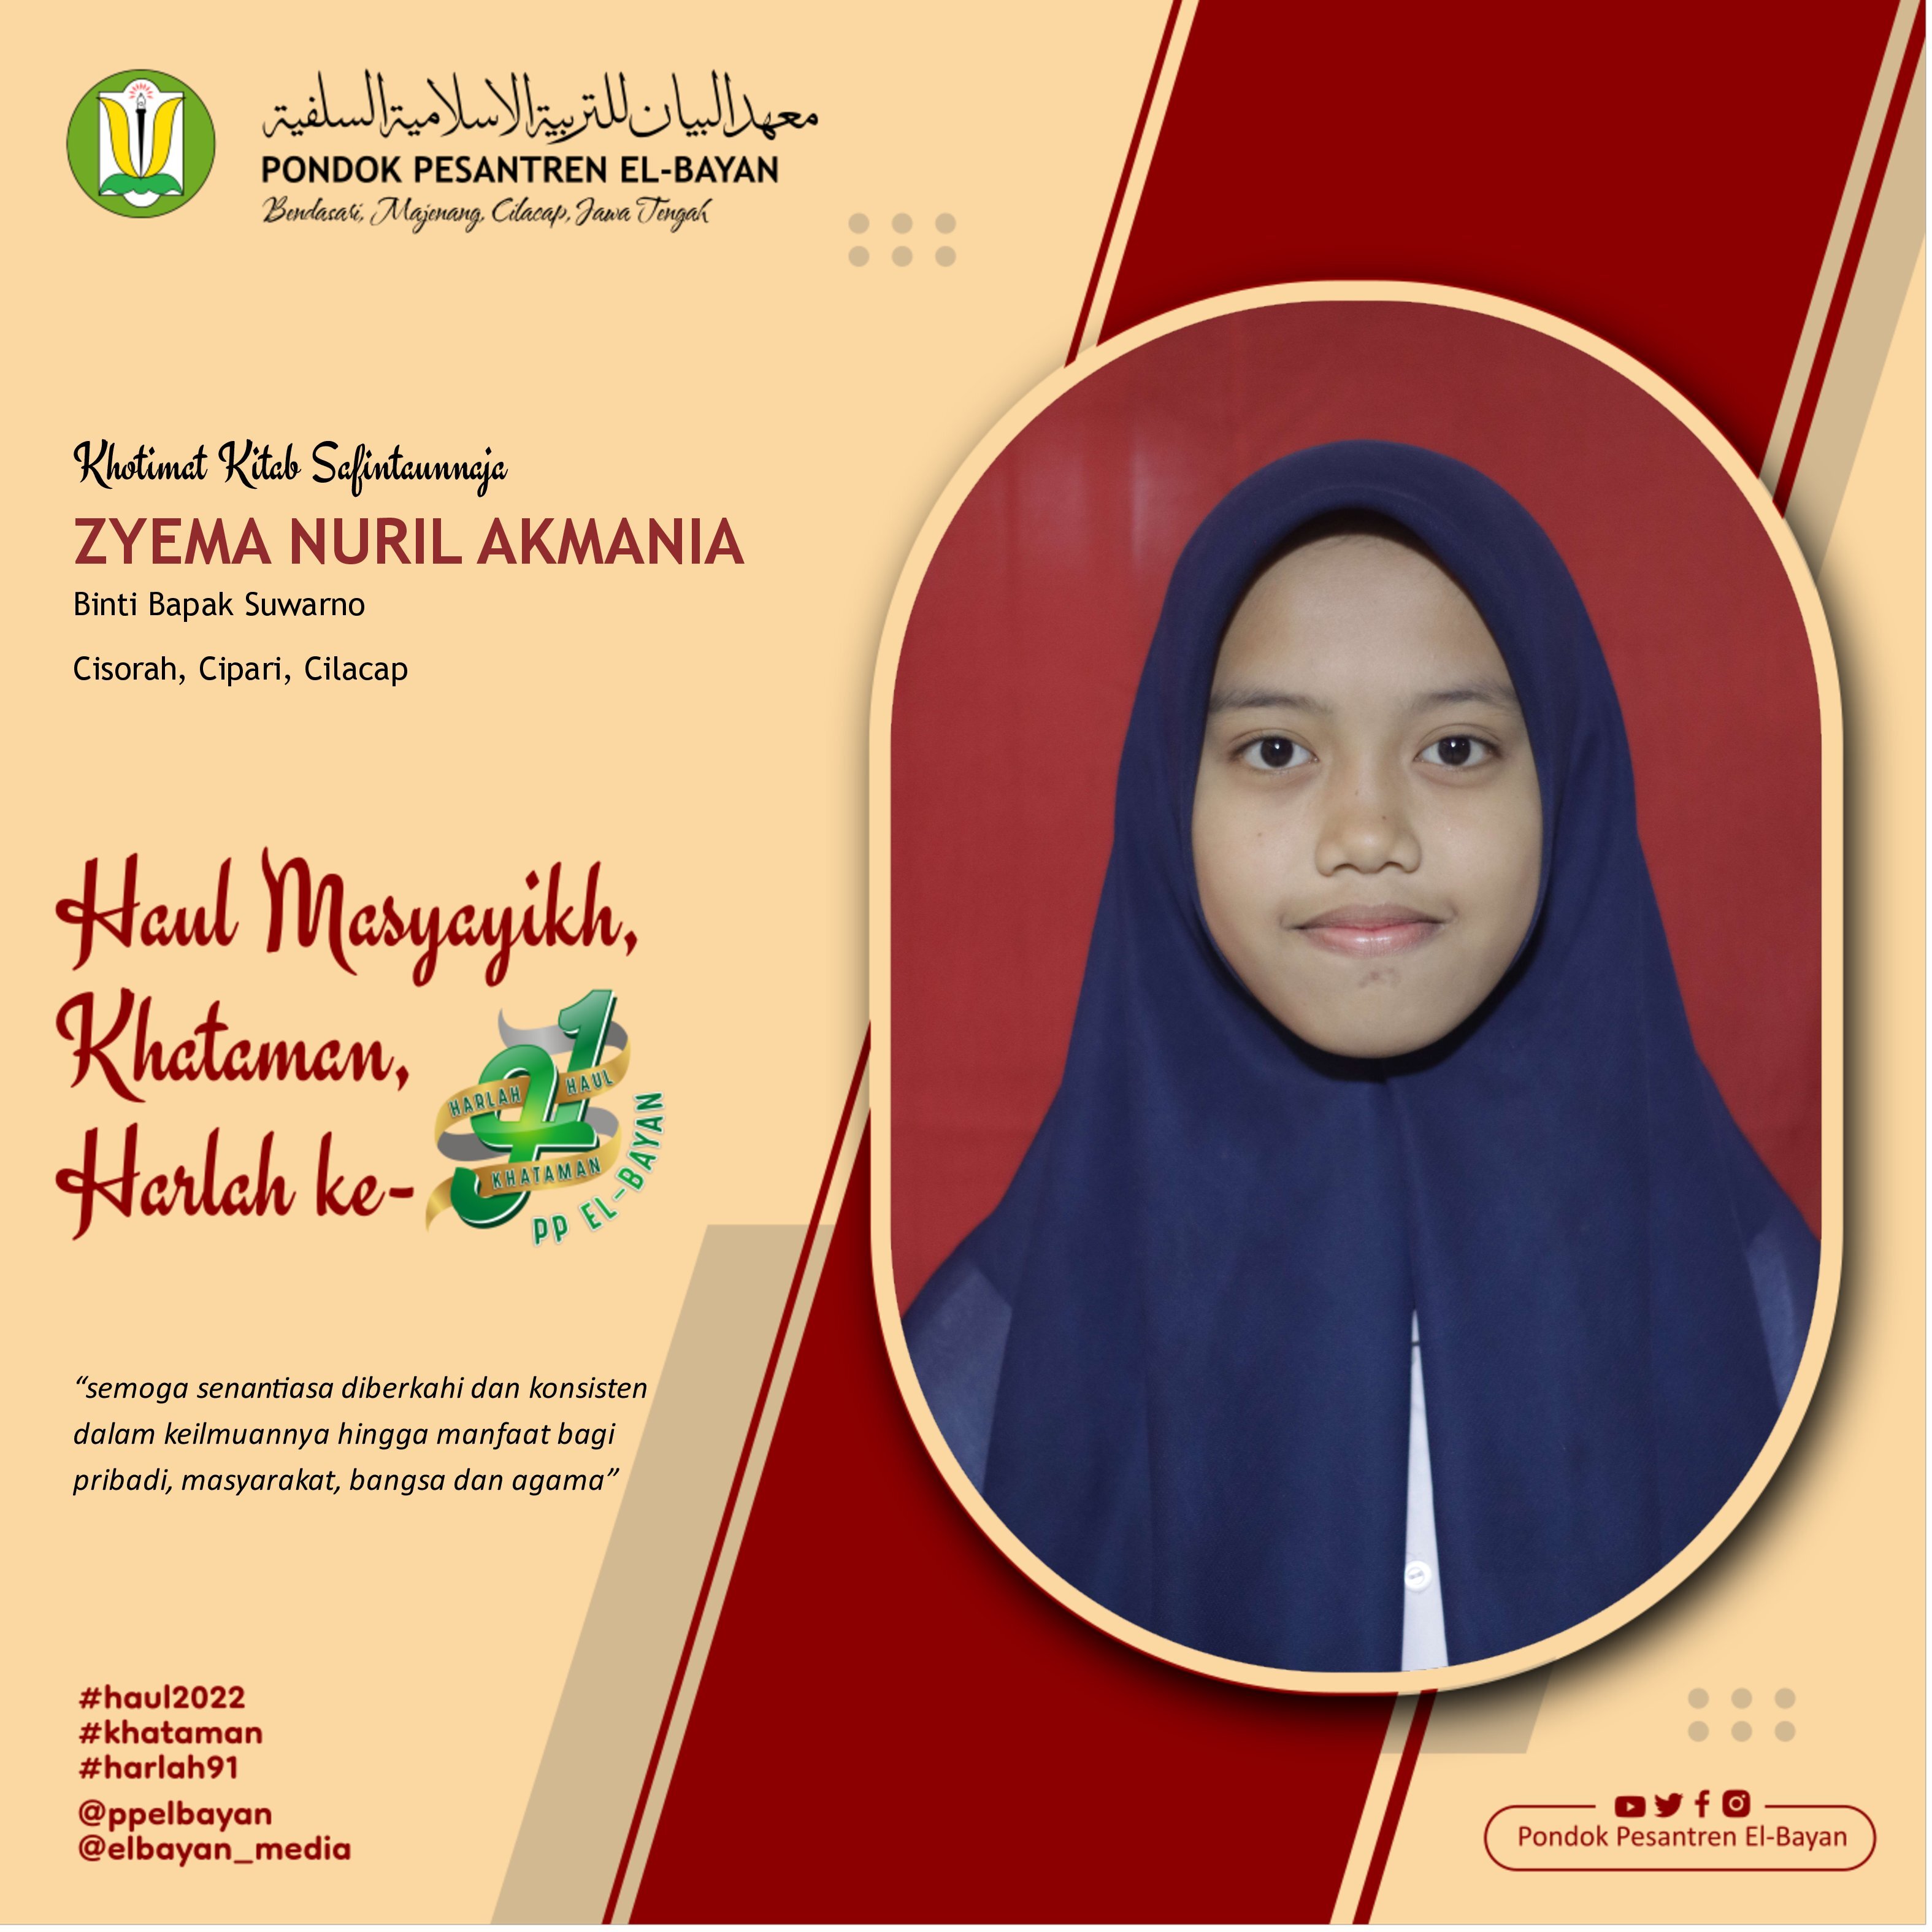 معهد البيان للتربية الاسلامية السلفية
PONDOK PESANTREN EL-BAYAN
Bendasari, Majenang, Cilacap, Jawa Tengah
Khotimat Kitab Safintaunnaja
ZYEMA NURIL AKMANIA
Binti Bapak Suwarno
Cisorah, Cipari, Cilacap
Haul Masyayikh,
Khataman,
Harlah ke-
91
HARLAH HAUL
KHATAMAN
PP EL-BAYAN
“semoga senantiasa diberkahi dan konsisten
dalam keilmuannya hingga manfaat bagi
pribadi, masyarakat, bangsa dan agama”
#haul2022
#khataman
#harlah91
@ppelbayan
@elbayan_media
Pondok Pesantren El-Bayan